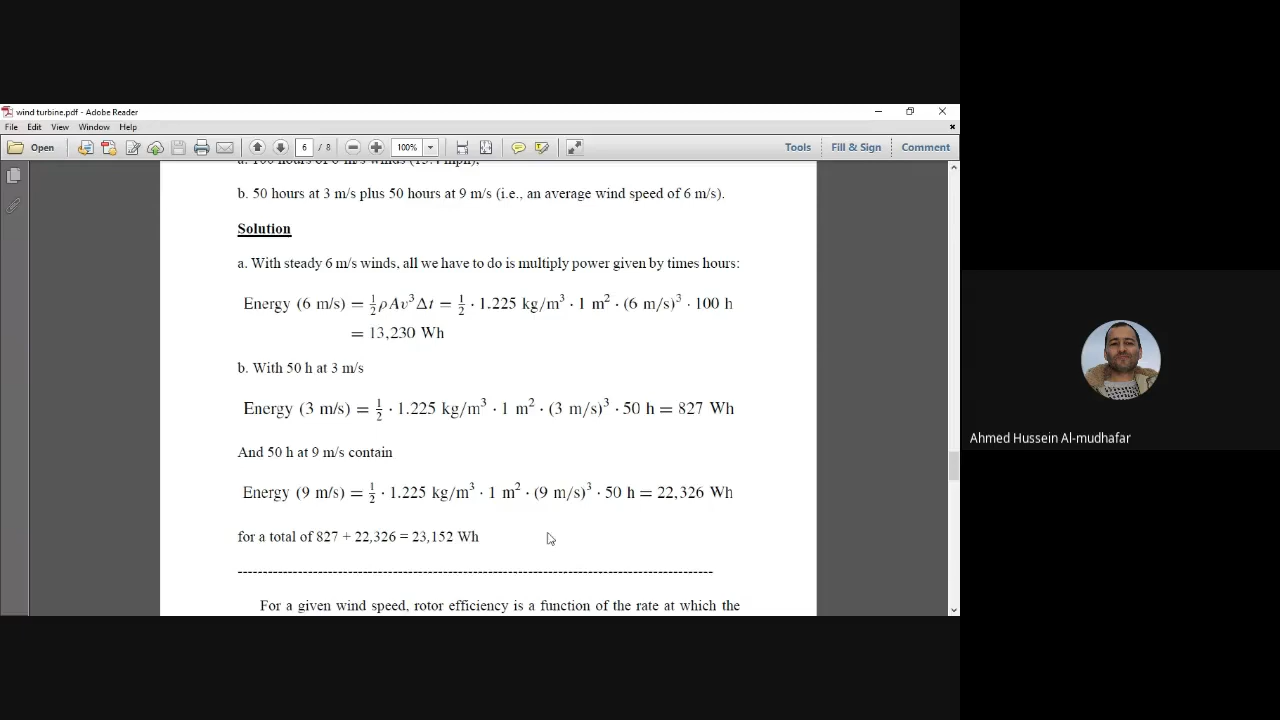 wind turbine.pdf - Adobe Reader
File Edit View Window Help
Open 6 / 8 100% Tools Fill & Sign Comment
b. 50 hours at 3 m/s plus 50 hours at 9 m/s (i.e., an average wind speed of 6 m/s).
Solution
a. With steady 6 m/s winds, all we have to do is multiply power given by times hours:
Energy (6 m/s) = ½ρAv³Δt = ½ · 1.225 kg/m³ · 1 m² · (6 m/s)³ · 100 h
= 13,230 Wh
b. With 50 h at 3 m/s
Energy (3 m/s) = ½ · 1.225 kg/m³ · 1 m² · (3 m/s)³ · 50 h = 827 Wh
And 50 h at 9 m/s contain
Energy (9 m/s) = ½ · 1.225 kg/m³ · 1 m² · (9 m/s)³ · 50 h = 22,326 Wh
for a total of 827 + 22,326 = 23,152 Wh
For a given wind speed, rotor efficiency is a function of the rate at which the
Ahmed Hussein Al-mudhafar